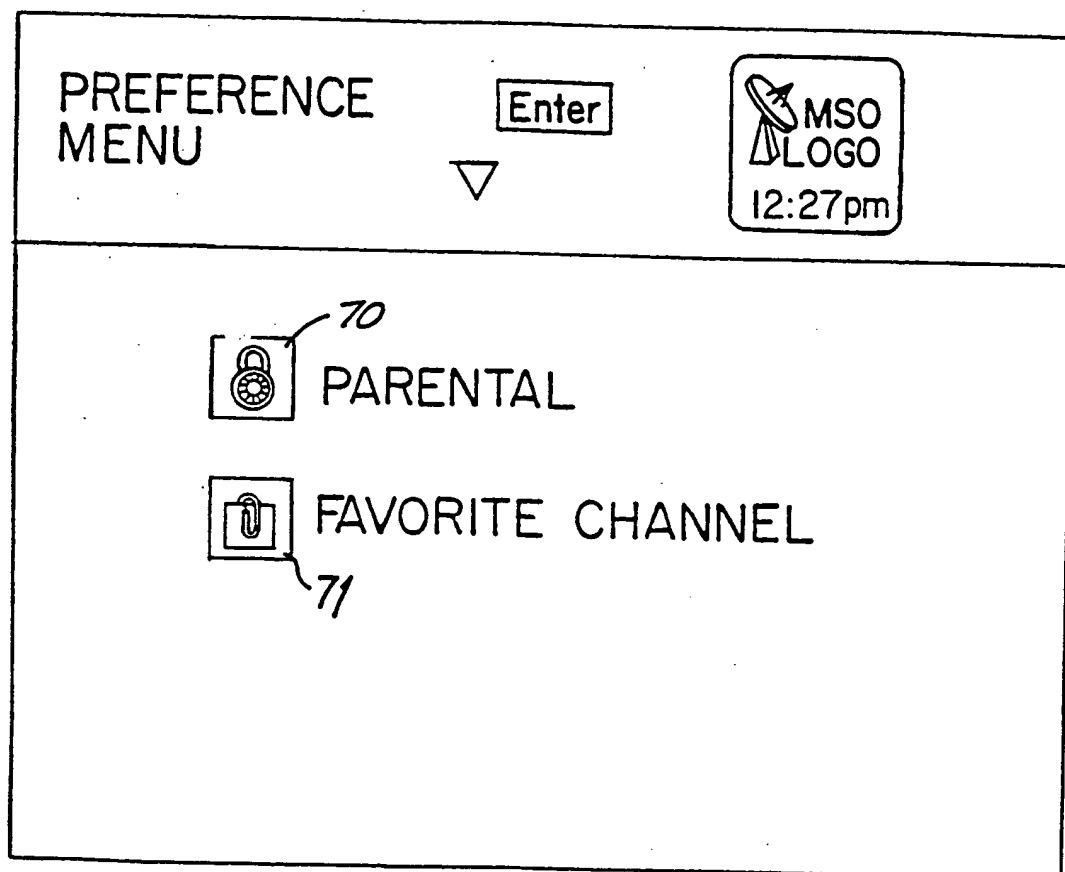 PREFERENCE
MENU
Enter
MSO
LOGO
12:27pm
70
PARENTAL
FAVORITE CHANNEL
71